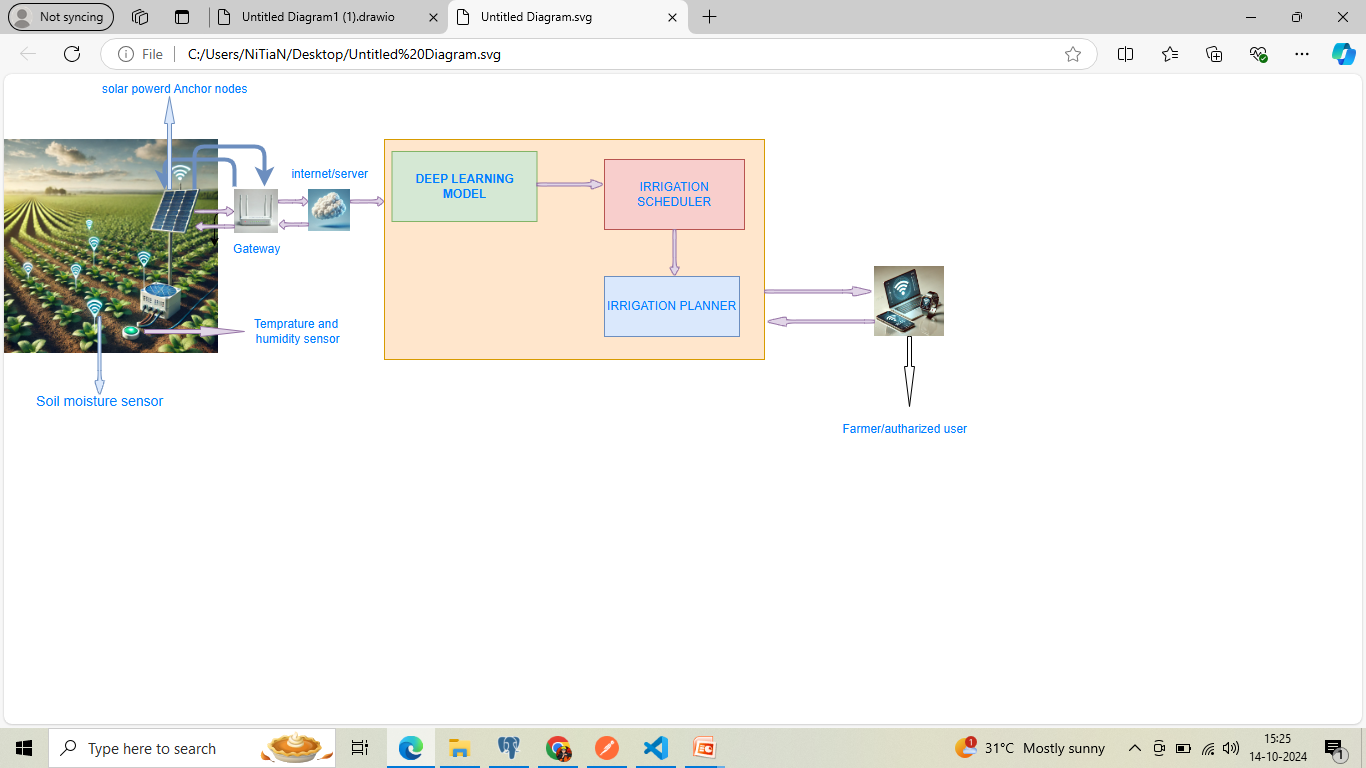 Not syncing
Untitled Diagram1 (1).drawio
Untitled Diagram.svg
File
C:/Users/NiTiaN/Desktop/Untitled%20Diagram.svg
solar powerd Anchor nodes
internet/server
Gateway
Temprature and
humidity sensor
Soil moisture sensor
DEEP LEARNING
MODEL
IRRIGATION
SCHEDULER
IRRIGATION PLANNER
Farmer/autharized user
Type here to search
1
31°C Mostly sunny
15:25
14-10-2024
1